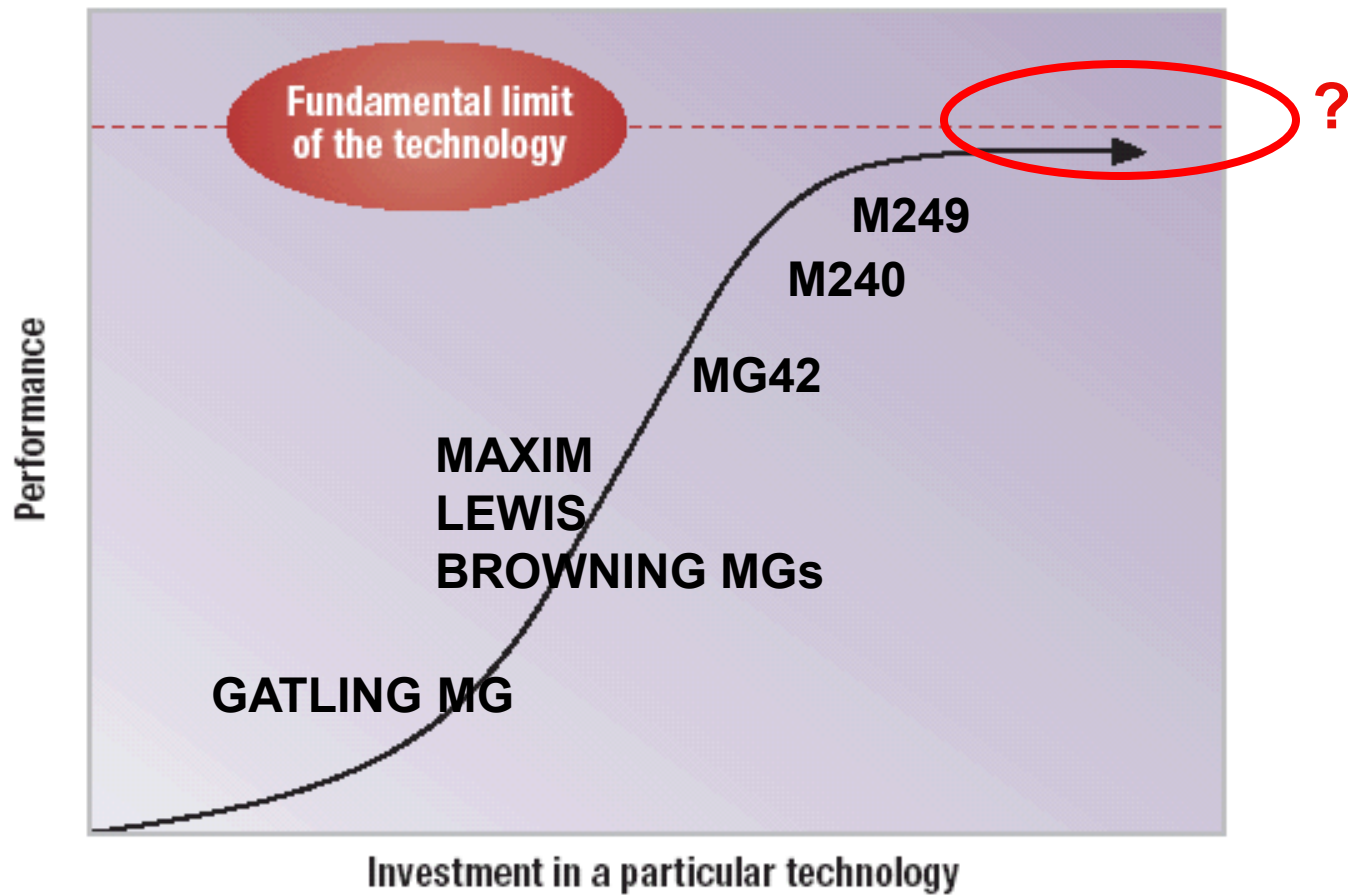 Fundamental limit
of the technology
?
M249
M240
MG42
MAXIM
LEWIS
BROWNING MGs
GATLING MG
Performance
Investment in a particular technology